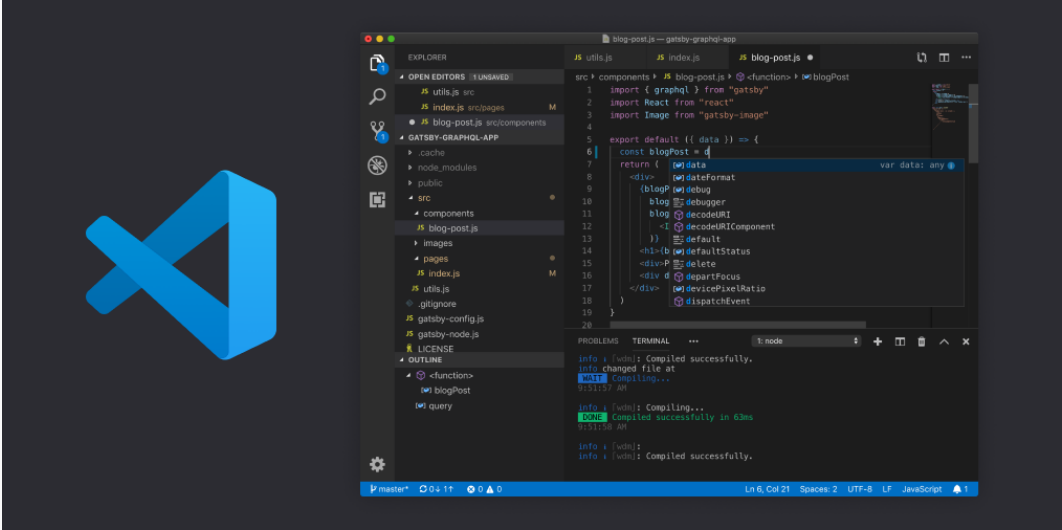 blog-post.js — gatsby-graphql-app
EXPLORER
OPEN EDITORS 1 UNSAVED
JS utils.js src
JS index.js src/pages M
JS blog-post.js src/components
GATSBY-GRAPHQL-APP
.cache
node_modules
public
src
components
JS blog-post.js
images
pages
JS index.js M
JS utils.js
.gitignore
JS gatsby-config.js
JS gatsby-node.js
LICENSE
OUTLINE
<function>
blogPost
query
1
1
JS utils.js JS index.js JS blog-post.js
src components JS blog-post.js <function> blogPost
1 import { graphql } from "gatsby"
2 import React from "react"
3 import Image from "gatsby-image"
4
5 export default ({ data }) => {
6 const blogPost = d
7 return (
8 <div>
9 {blogP
10 blog
11 blog
12 <I
13 )}
14 <h1>{b
15 <div>P
16 <div d
17 </div>
18 )
19 }
20
data var data: any
dateFormat
debug
debugger
decodeURI
decodeURIComponent
default
defaultStatus
delete
departFocus
devicePixelRatio
dispatchEvent
PROBLEMS TERMINAL ••• 1: node
info [wdm]: Compiled successfully.
info changed file at
WAIT Compiling...
9:51:57 AM
info [wdm]: Compiling...
DONE Compiled successfully in 63ms
9:51:58 AM
info [wdm]:
info [wdm]: Compiled successfully.
master* 0↓ 1↑ 0 0 Ln 6, Col 21 Spaces: 2 UTF-8 LF JavaScript 1